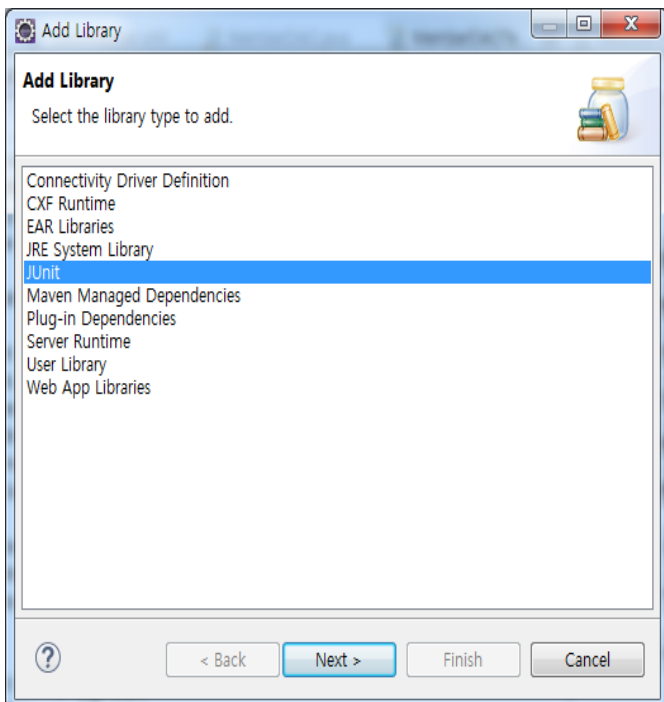 Add Library
Add Library
Select the library type to add.
Connectivity Driver Definition
CXF Runtime
EAR Libraries
JRE System Library
JUnit
Maven Managed Dependencies
Plug-in Dependencies
Server Runtime
User Library
Web App Libraries
?
< Back
Next >
Finish
Cancel